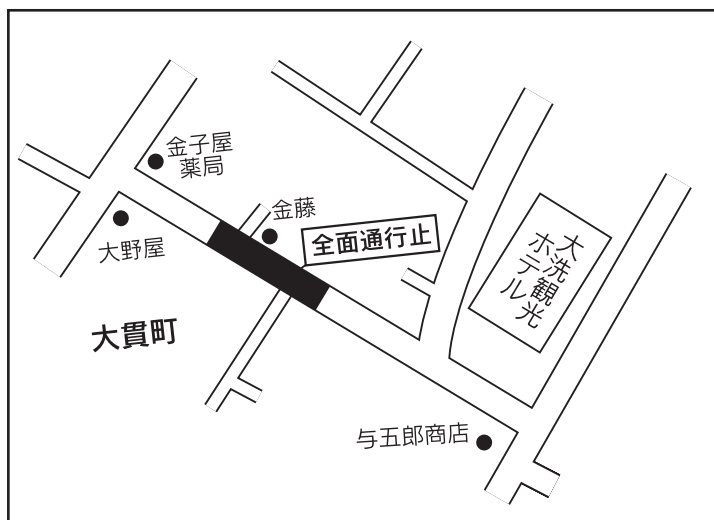 金子屋
薬局
金藤
全面通行止
大野屋
大洗観光
ホテル
大貫町
与五郎商店